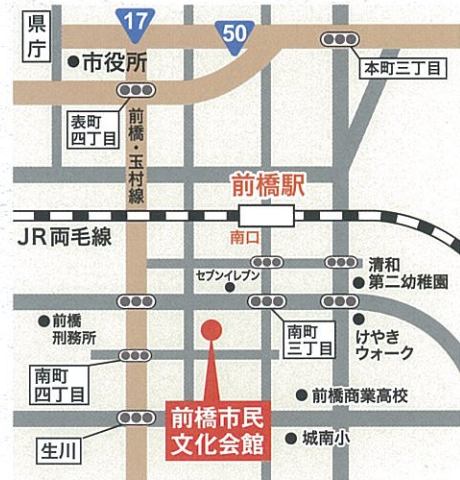 県
庁
17
50
市役所
本町三丁目
表町
四丁目
前橋・玉村線
前橋駅
南口
JR両毛線
セブンイレブン
清和
第二幼稚園
前橋
刑務所
南町
三丁目
けやき
ウォーク
南町
四丁目
前橋市民
文化会館
前橋商業高校
城南小
生川